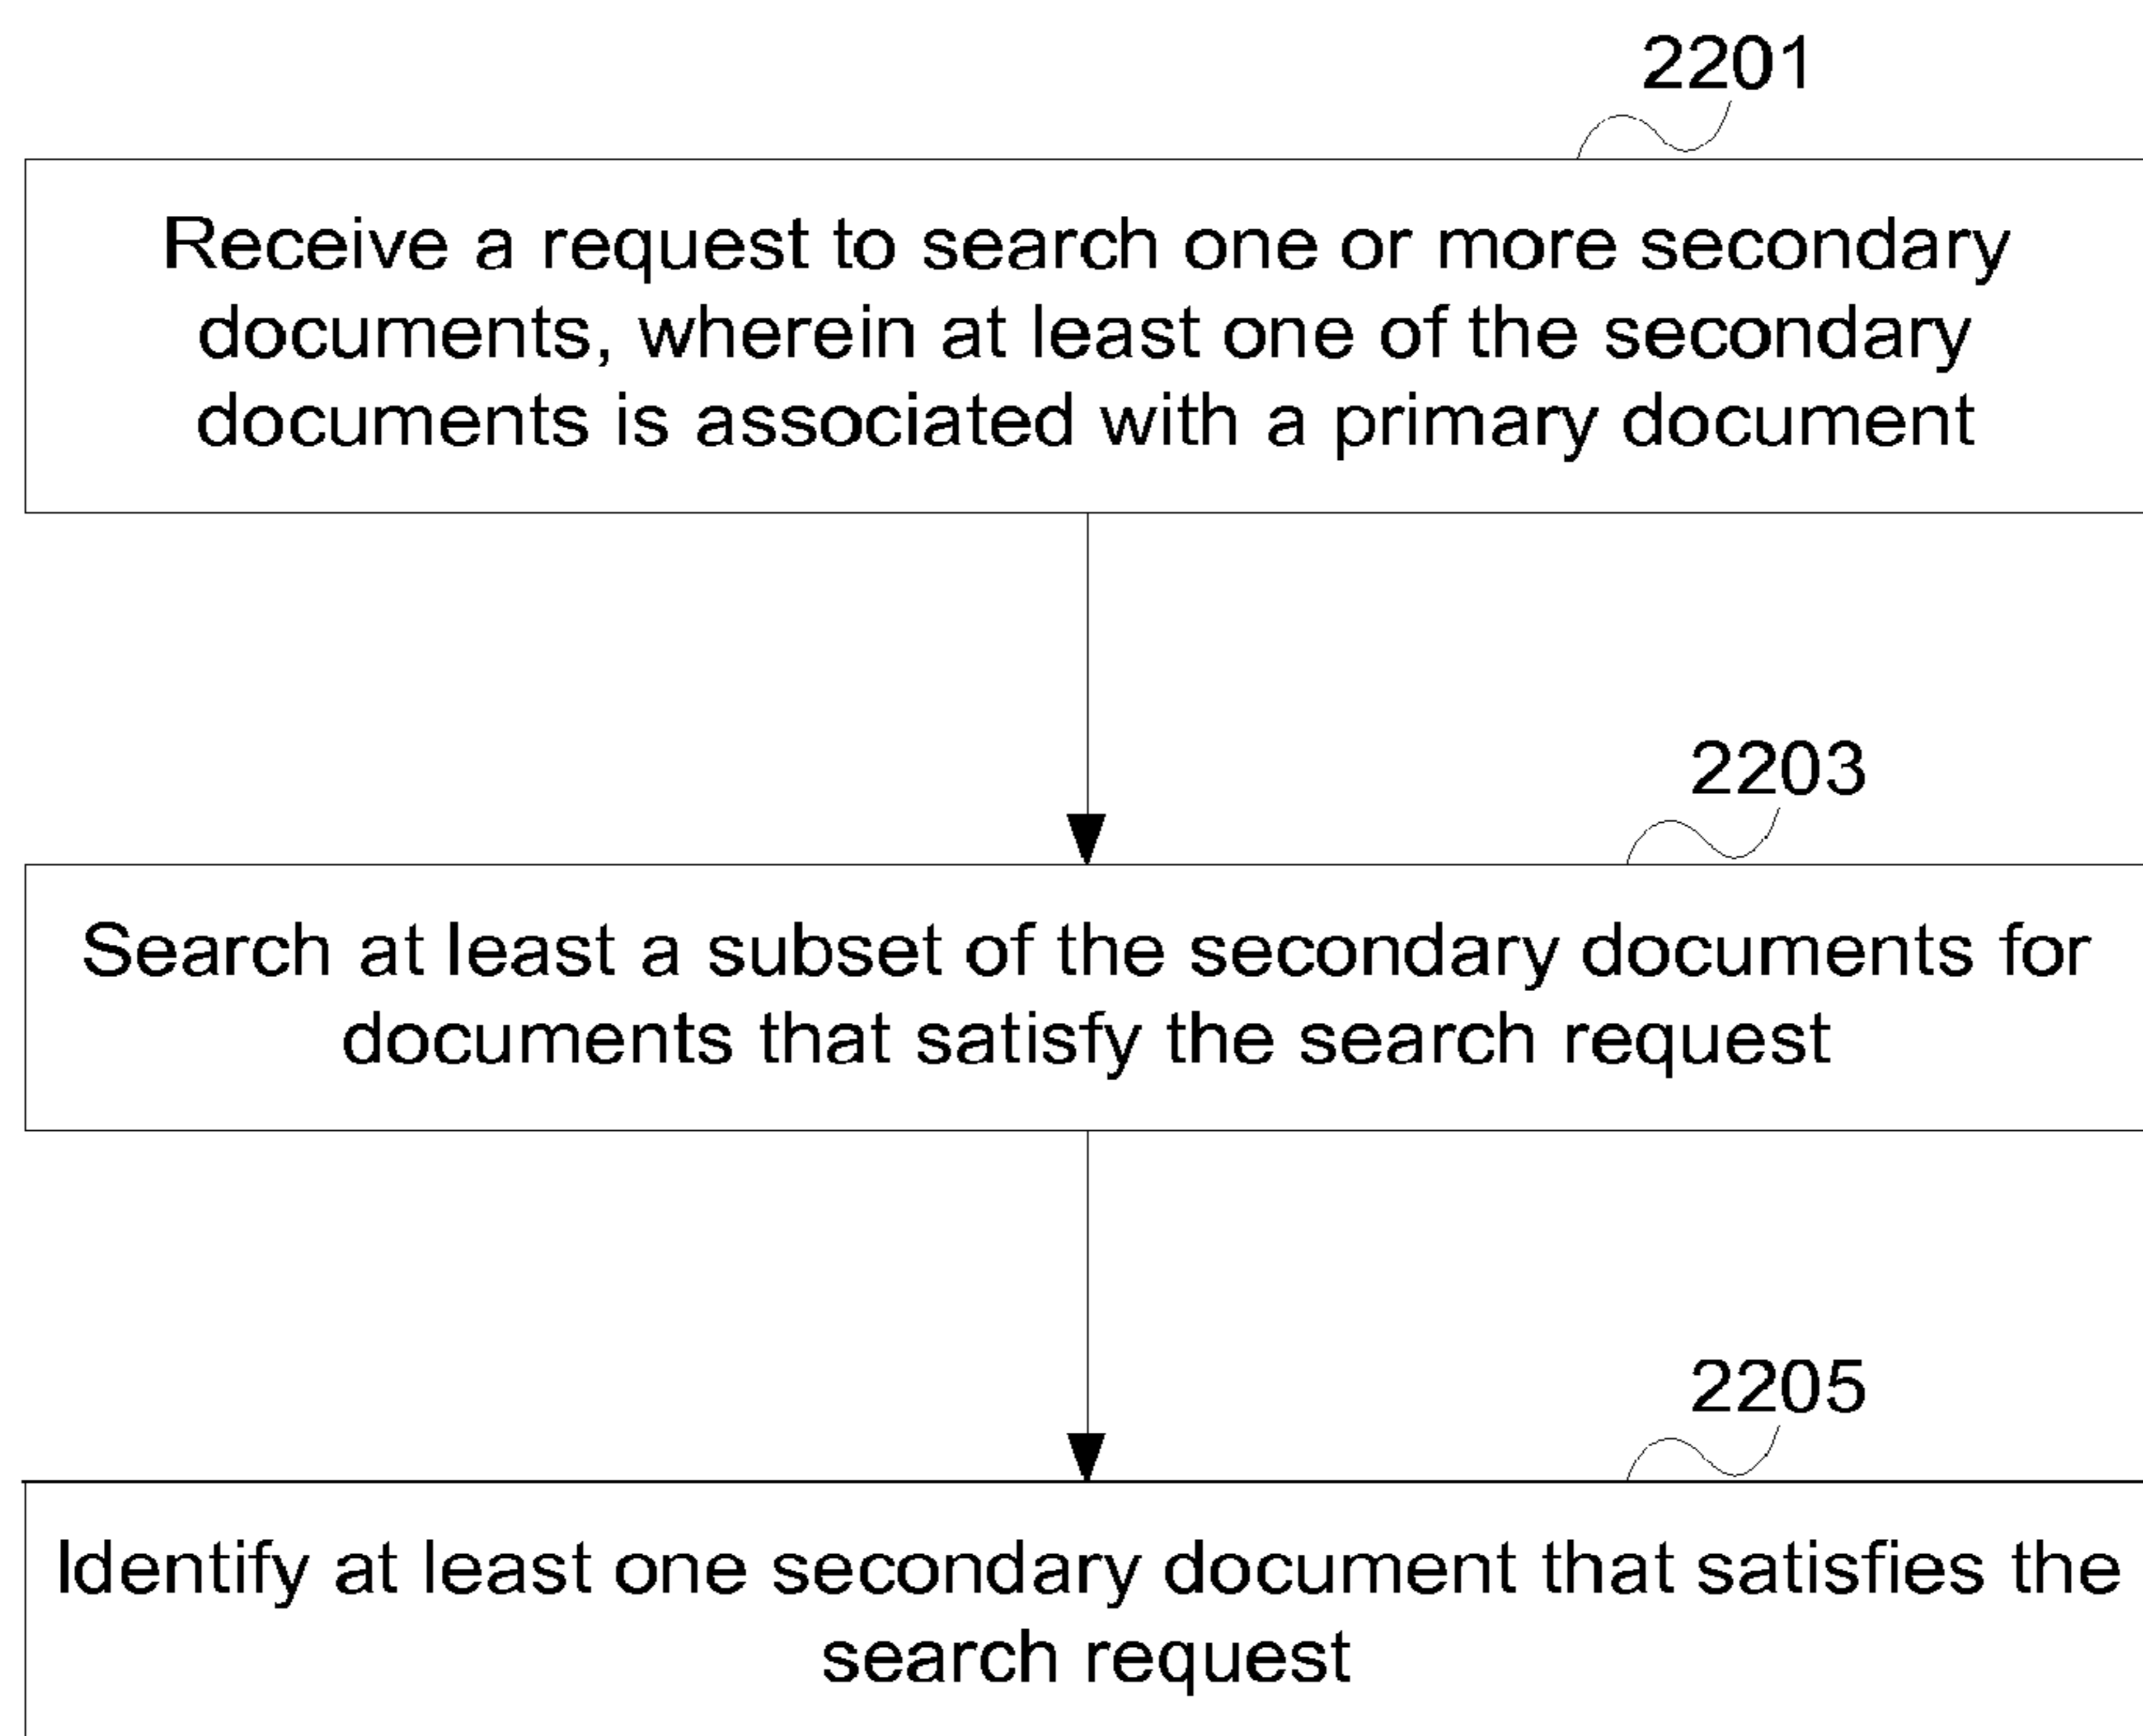 2201
Receive a request to search one or more secondary
documents, wherein at least one of the secondary
documents is associated with a primary document
2203
Search at least a subset of the secondary documents for
documents that satisfy the search request
2205
Identify at least one secondary document that satisfies the
search request